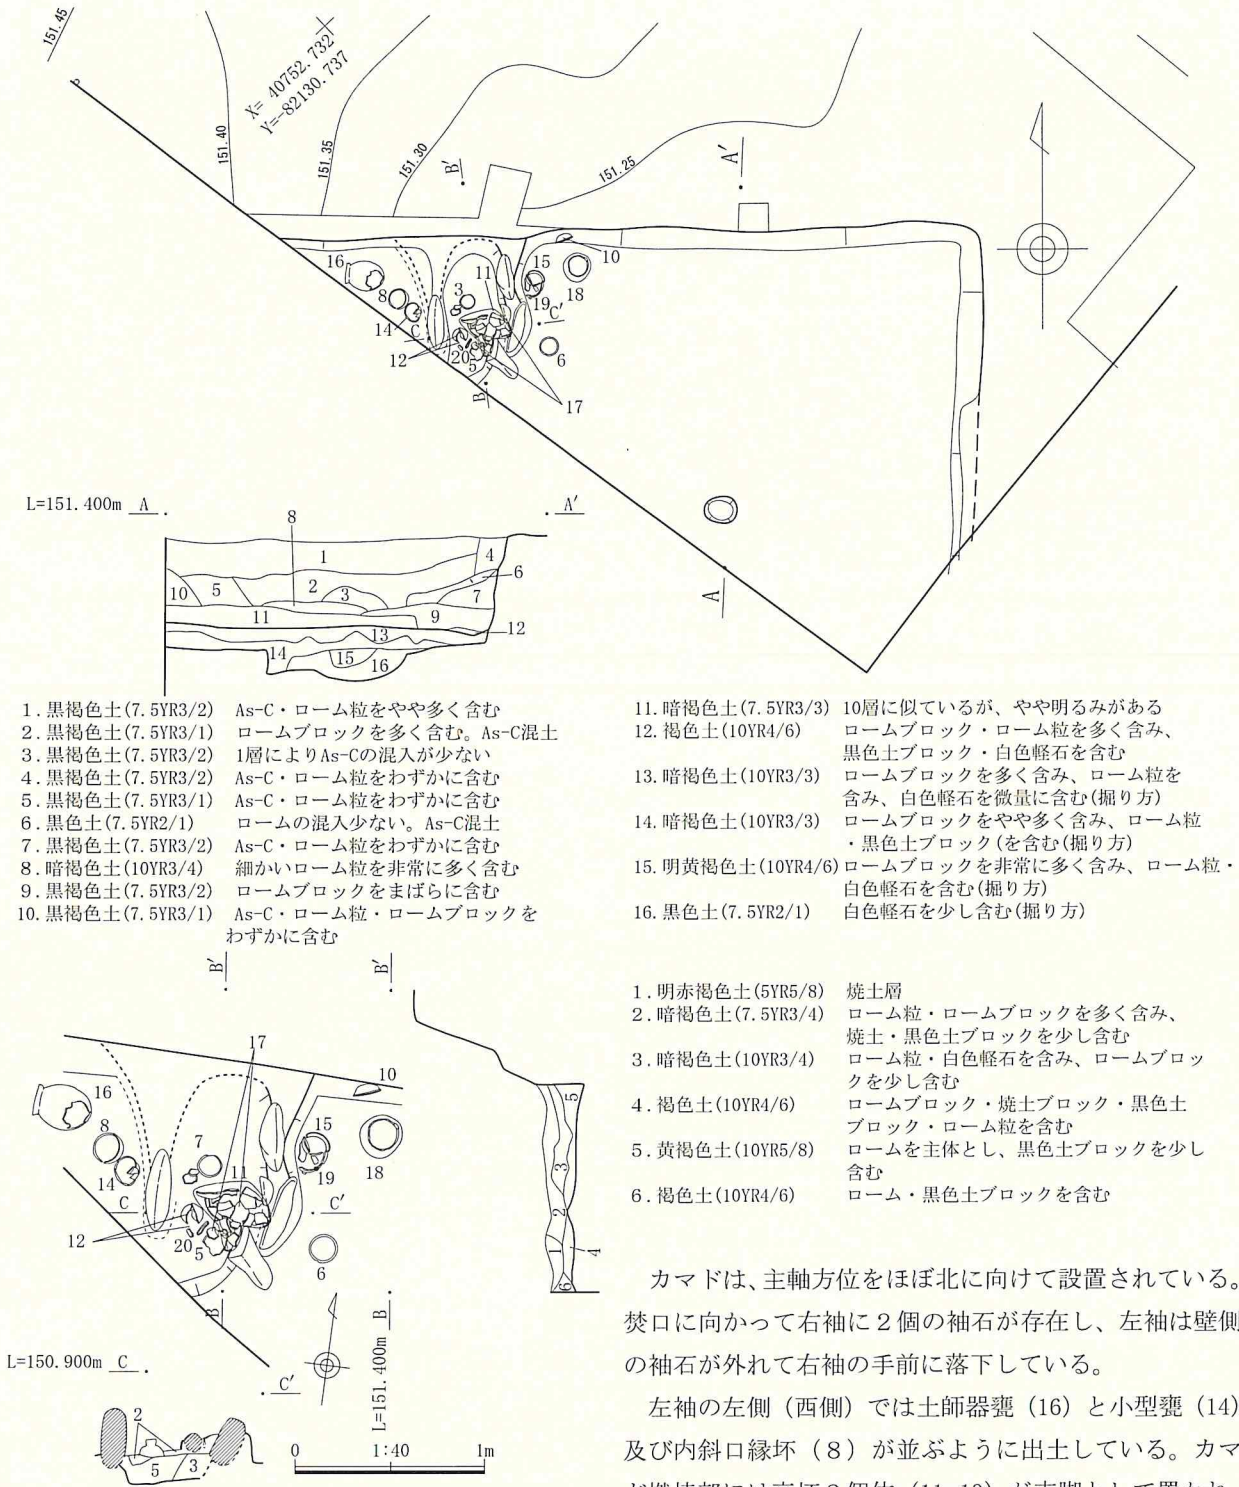 151.45
X= 40752.732
Y=-82130.737
151.40
151.35
151.30
151.25
B'
A'
16
8
14
C
12
20
5
3
11
15
19
18
10
C'
6
17
B
A
L=151.400m A
A'
8
1
4
6
10
5
2
3
7
11
9
12
13
14
15
16
1.黒褐色土(7.5YR3/2) As-C・ローム粒をやや多く含む
2.黒褐色土(7.5YR3/1) ロームブロックを多く含む。As-C混土
3.黒褐色土(7.5YR3/2) 1層によりAs-Cの混入が少ない
4.黒褐色土(7.5YR3/2) As-C・ローム粒をわずかに含む
5.黒褐色土(7.5YR3/1) As-C・ローム粒をわずかに含む
6.黒色土(7.5YR2/1) ロームの混入少ない。As-C混土
7.黒褐色土(7.5YR3/2) As-C・ローム粒をわずかに含む
8.暗褐色土(10YR3/4) 細かいローム粒を非常に多く含む
9.黒褐色土(7.5YR3/2) ロームブロックをまばらに含む
10.黒褐色土(7.5YR3/1) As-C・ローム粒・ロームブロックを
わずかに含む
11.暗褐色土(7.5YR3/3) 10層に似ているが、やや明るみがある
12.褐色土(10YR4/6) ロームブロック・ローム粒を多く含み、
黒色土ブロック・白色軽石を含む
13.暗褐色土(10YR3/3) ロームブロックを多く含み、ローム粒を
含み、白色軽石を微量に含む(掘り方)
14.暗褐色土(10YR3/3) ロームブロックをやや多く含み、ローム粒
・黒色土ブロック(を含む(掘り方)
15.明黄褐色土(10YR4/6)ロームブロックを非常に多く含み、ローム粒・
白色軽石を含む(掘り方)
16.黒色土(7.5YR2/1) 白色軽石を少し含む(掘り方)
B'
B'
17
16
10
8
7
15
11
18
14
19
C
C'
12
20
5
6
B
B
L=151.400m
5
3
2
1
4
6
L=150.900m C
C'
2
5
3
0
1:40
1m
1.明赤褐色土(5YR5/8) 焼土層
2.暗褐色土(7.5YR3/4) ローム粒・ロームブロックを多く含み、
焼土・黒色土ブロックを少し含む
3.暗褐色土(10YR3/4) ローム粒・白色軽石を含み、ロームブロッ
クを少し含む
4.褐色土(10YR4/6) ロームブロック・焼土ブロック・黒色土
ブロック・ローム粒を含む
5.黄褐色土(10YR5/8) ロームを主体とし、黒色土ブロックを少し
含む
6.褐色土(10YR4/6) ローム・黒色土ブロックを含む
カマドは、主軸方位をほぼ北に向けて設置されている。
焚口に向かって右袖に2個の袖石が存在し、左袖は壁側
の袖石が外れて右袖の手前に落下している。
左袖の左側（西側）では土師器甕（16）と小型甕（14）
及び内斜口縁坏（8）が並ぶように出土している。カマ